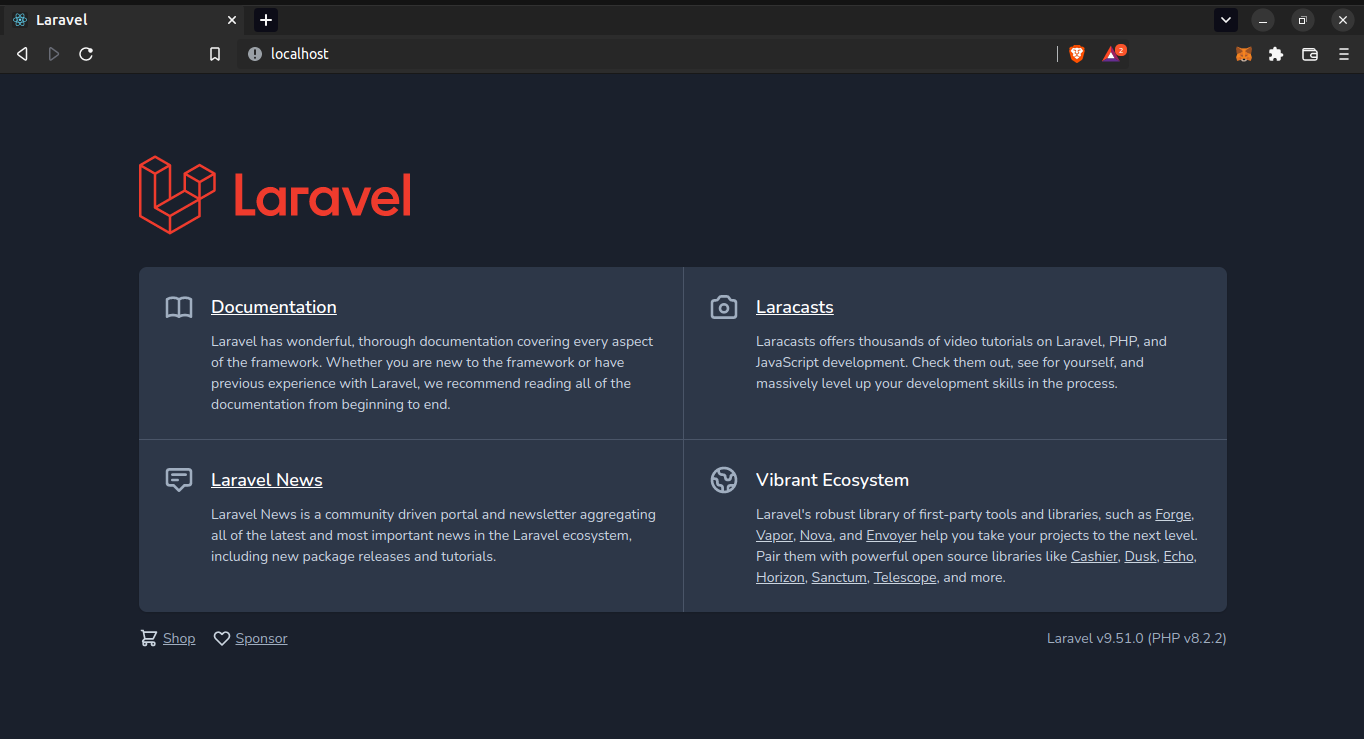 Laravel
localhost
2
Laravel
Documentation
Laravel has wonderful, thorough documentation covering every aspect
of the framework. Whether you are new to the framework or have
previous experience with Laravel, we recommend reading all of the
documentation from beginning to end.
Laracasts
Laracasts offers thousands of video tutorials on Laravel, PHP, and
JavaScript development. Check them out, see for yourself, and
massively level up your development skills in the process.
Laravel News
Laravel News is a community driven portal and newsletter aggregating
all of the latest and most important news in the Laravel ecosystem,
including new package releases and tutorials.
Vibrant Ecosystem
Laravel's robust library of first-party tools and libraries, such as Forge,
Vapor, Nova, and Envoyer help you take your projects to the next level.
Pair them with powerful open source libraries like Cashier, Dusk, Echo,
Horizon, Sanctum, Telescope, and more.
Shop Sponsor
Laravel v9.51.0 (PHP v8.2.2)